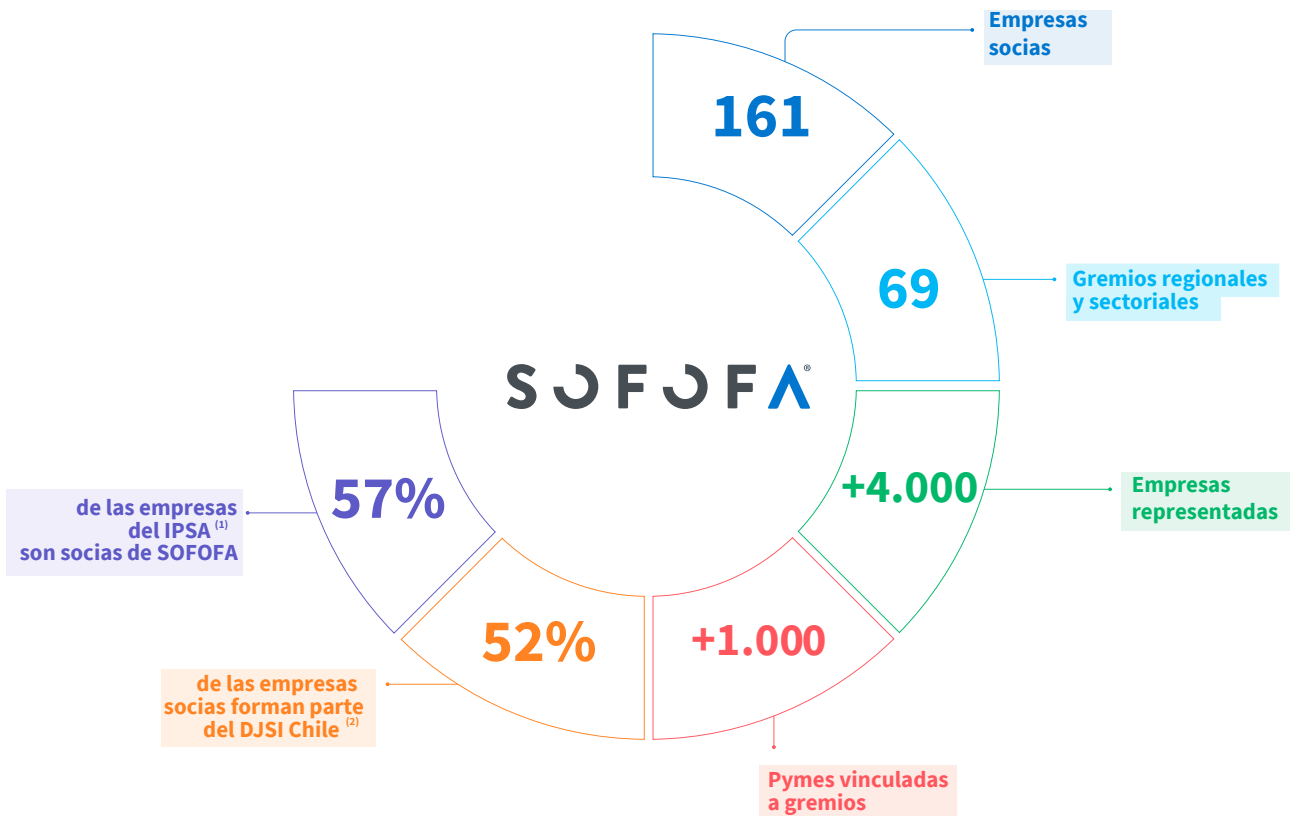 161
Empresas
socias
69
Gremios regionales
y sectoriales
SOFOFA®
+4.000
Empresas
representadas
+1.000
Pymes vinculadas
a gremios
52%
de las empresas
socias forman parte
del DJSI Chile (2)
57%
de las empresas
del IPSA (1)
son socias de SOFOFA